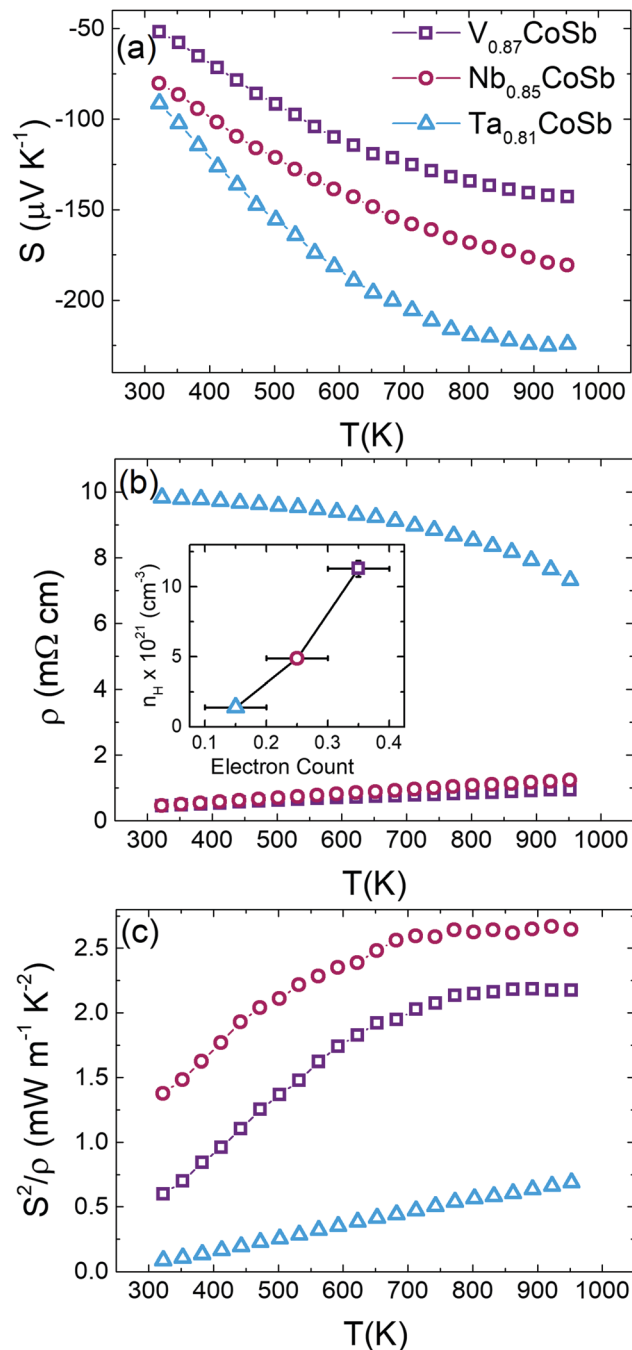 (a)
V0.87CoSb
Nb0.85CoSb
Ta0.81CoSb
-50
-100
-150
-200
S (μV K-1)
300 400 500 600 700 800 900 1000
T(K)
(b)
10
8
6
4
2
0
ρ (mΩ cm)
10
5
0
nH x 10^21 (cm-3)
0.1 0.2 0.3 0.4
Electron Count
300 400 500 600 700 800 900 1000
T(K)
(c)
2.5
2.0
1.5
1.0
0.5
0.0
S²/ρ (mW m-1 K-2)
300 400 500 600 700 800 900 1000
T(K)